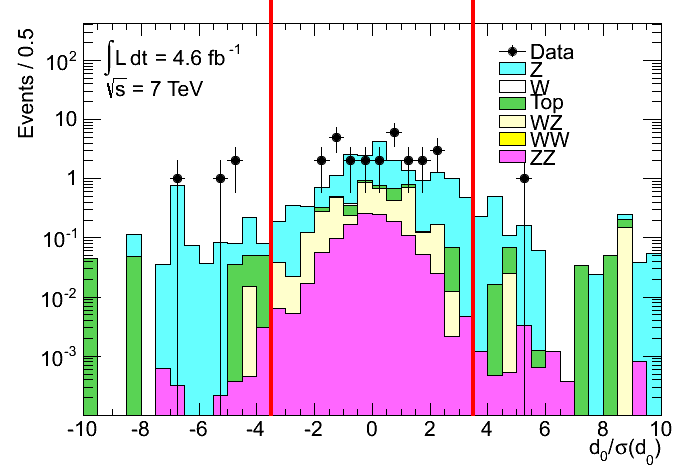 ∫L dt = 4.6 fb⁻¹
√s = 7 TeV
Data
Z
W
Top
WZ
WW
ZZ
Events / 0.5
10²
10
1
10⁻¹
10⁻²
10⁻³
-10 -8 -6 -4 -2 0 2 4 6 8 10
d₀/σ(d₀)